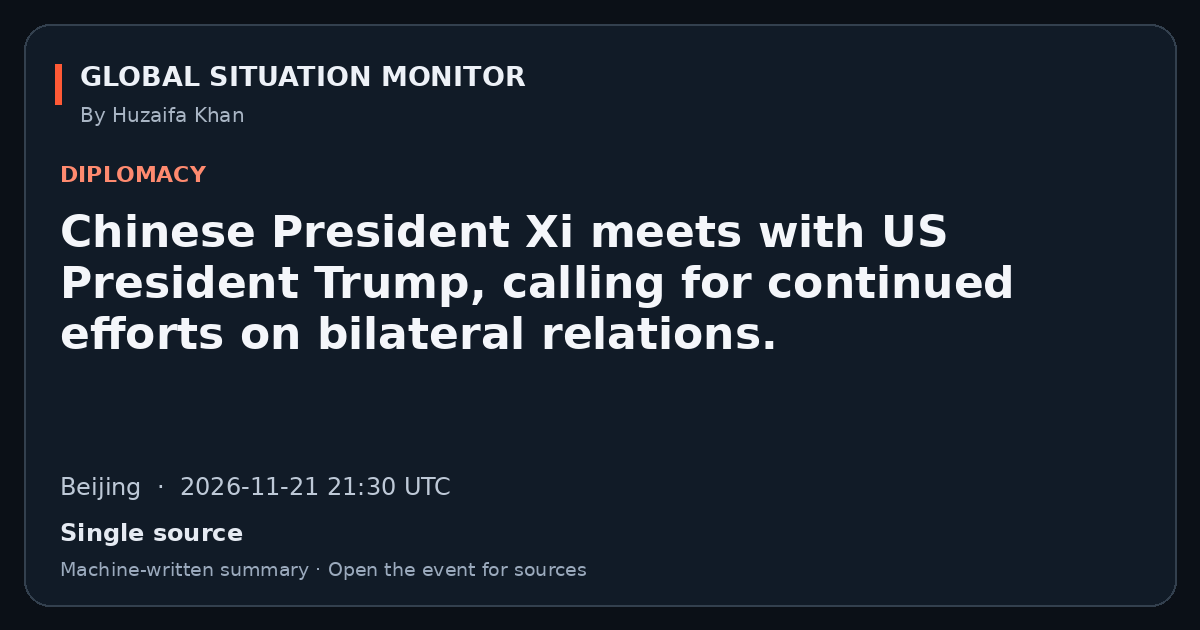 GLOBAL SITUATION MONITOR
By Huzaifa Khan
DIPLOMACY
Chinese President Xi meets with US
President Trump, calling for continued
efforts on bilateral relations.
Beijing · 2026-11-21 21:30 UTC
Single source
Machine-written summary · Open the event for sources